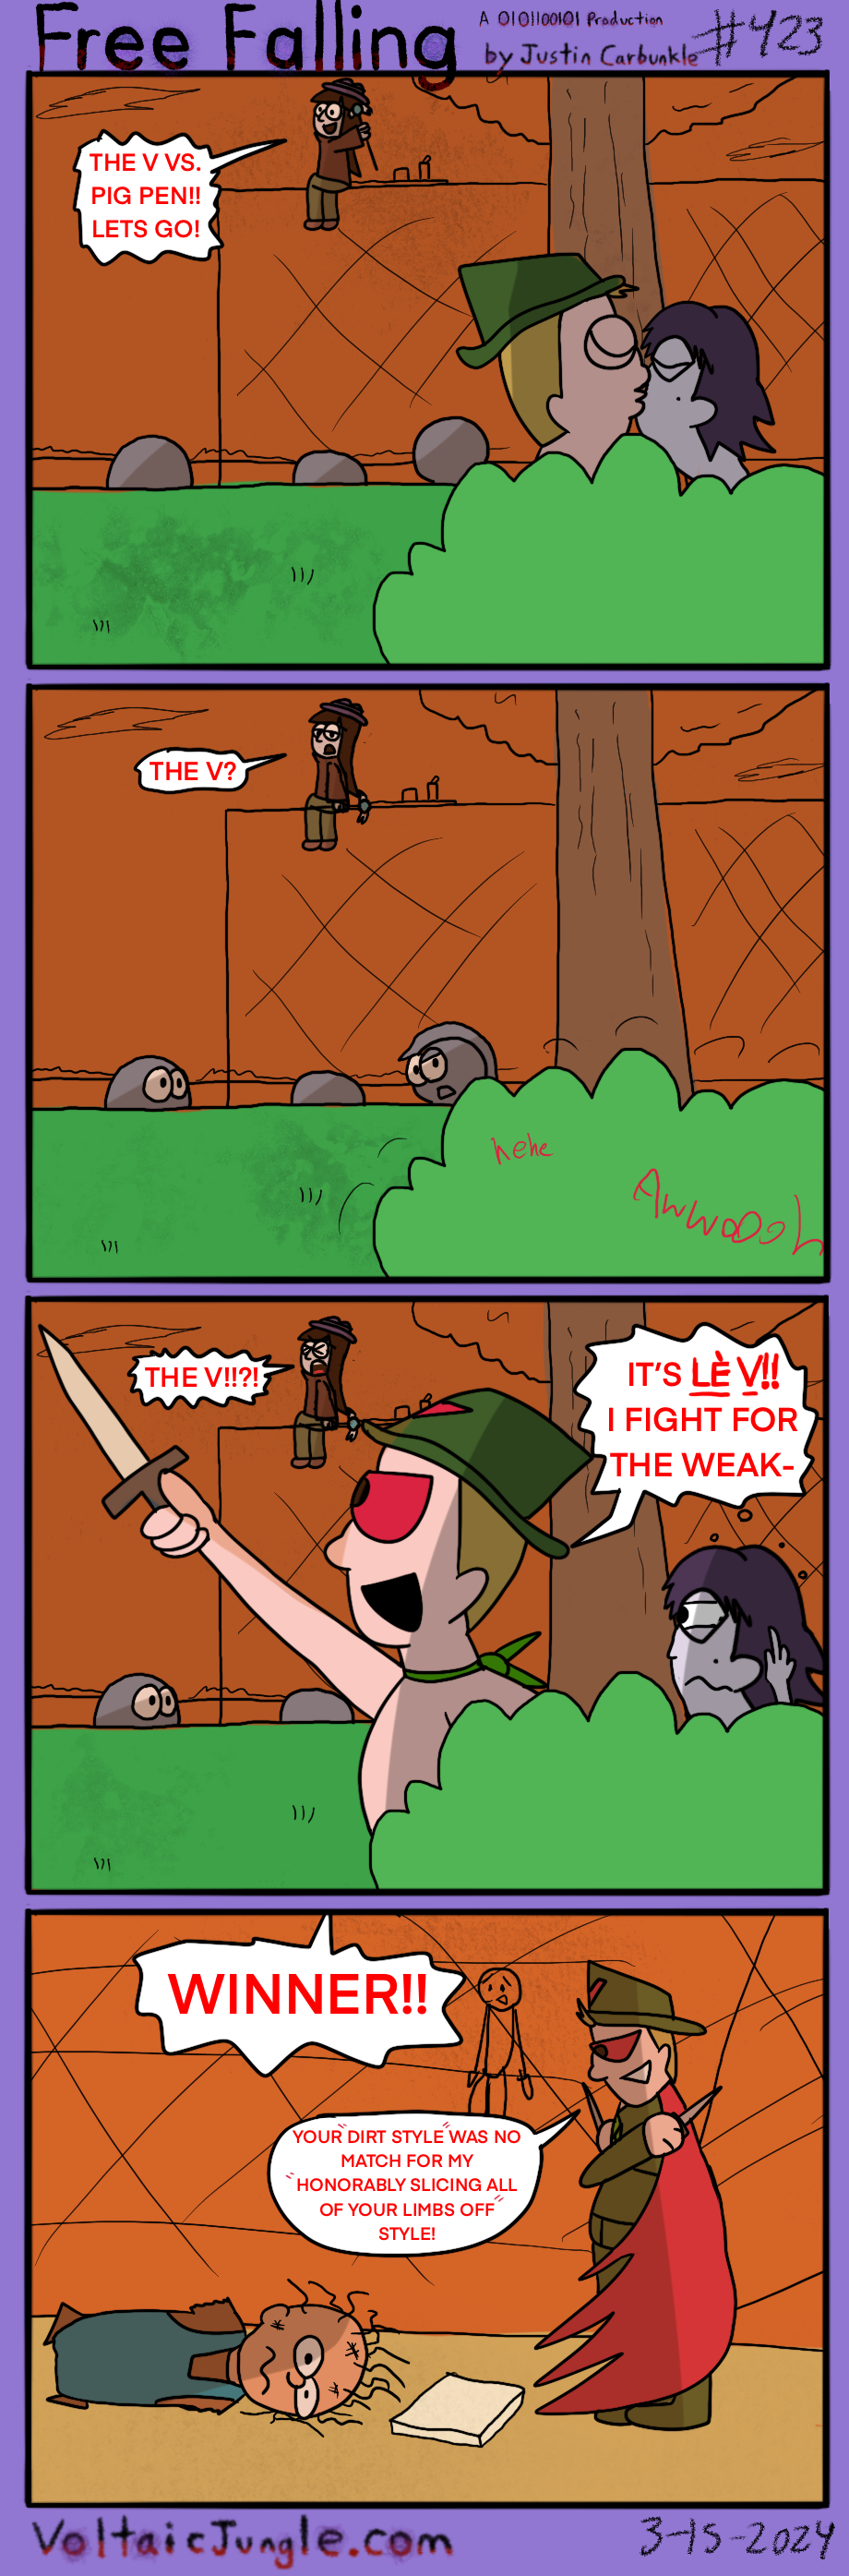 Free Falling
A 0101100101 Production
by Justin Carbunkle
#423
THE V VS.
PIG PEN!!
LETS GO!
THE V?
hehe
AwwoOoh
THE V!!?!
IT'S LÈ V!!
I FIGHT FOR
THE WEAK-
WINNER!!
YOUR "DIRT STYLE" WAS NO
MATCH FOR MY
"HONORABLY SLICING ALL
OF YOUR LIMBS OFF"
STYLE!
VoltaicJungle.com
3-15-2024